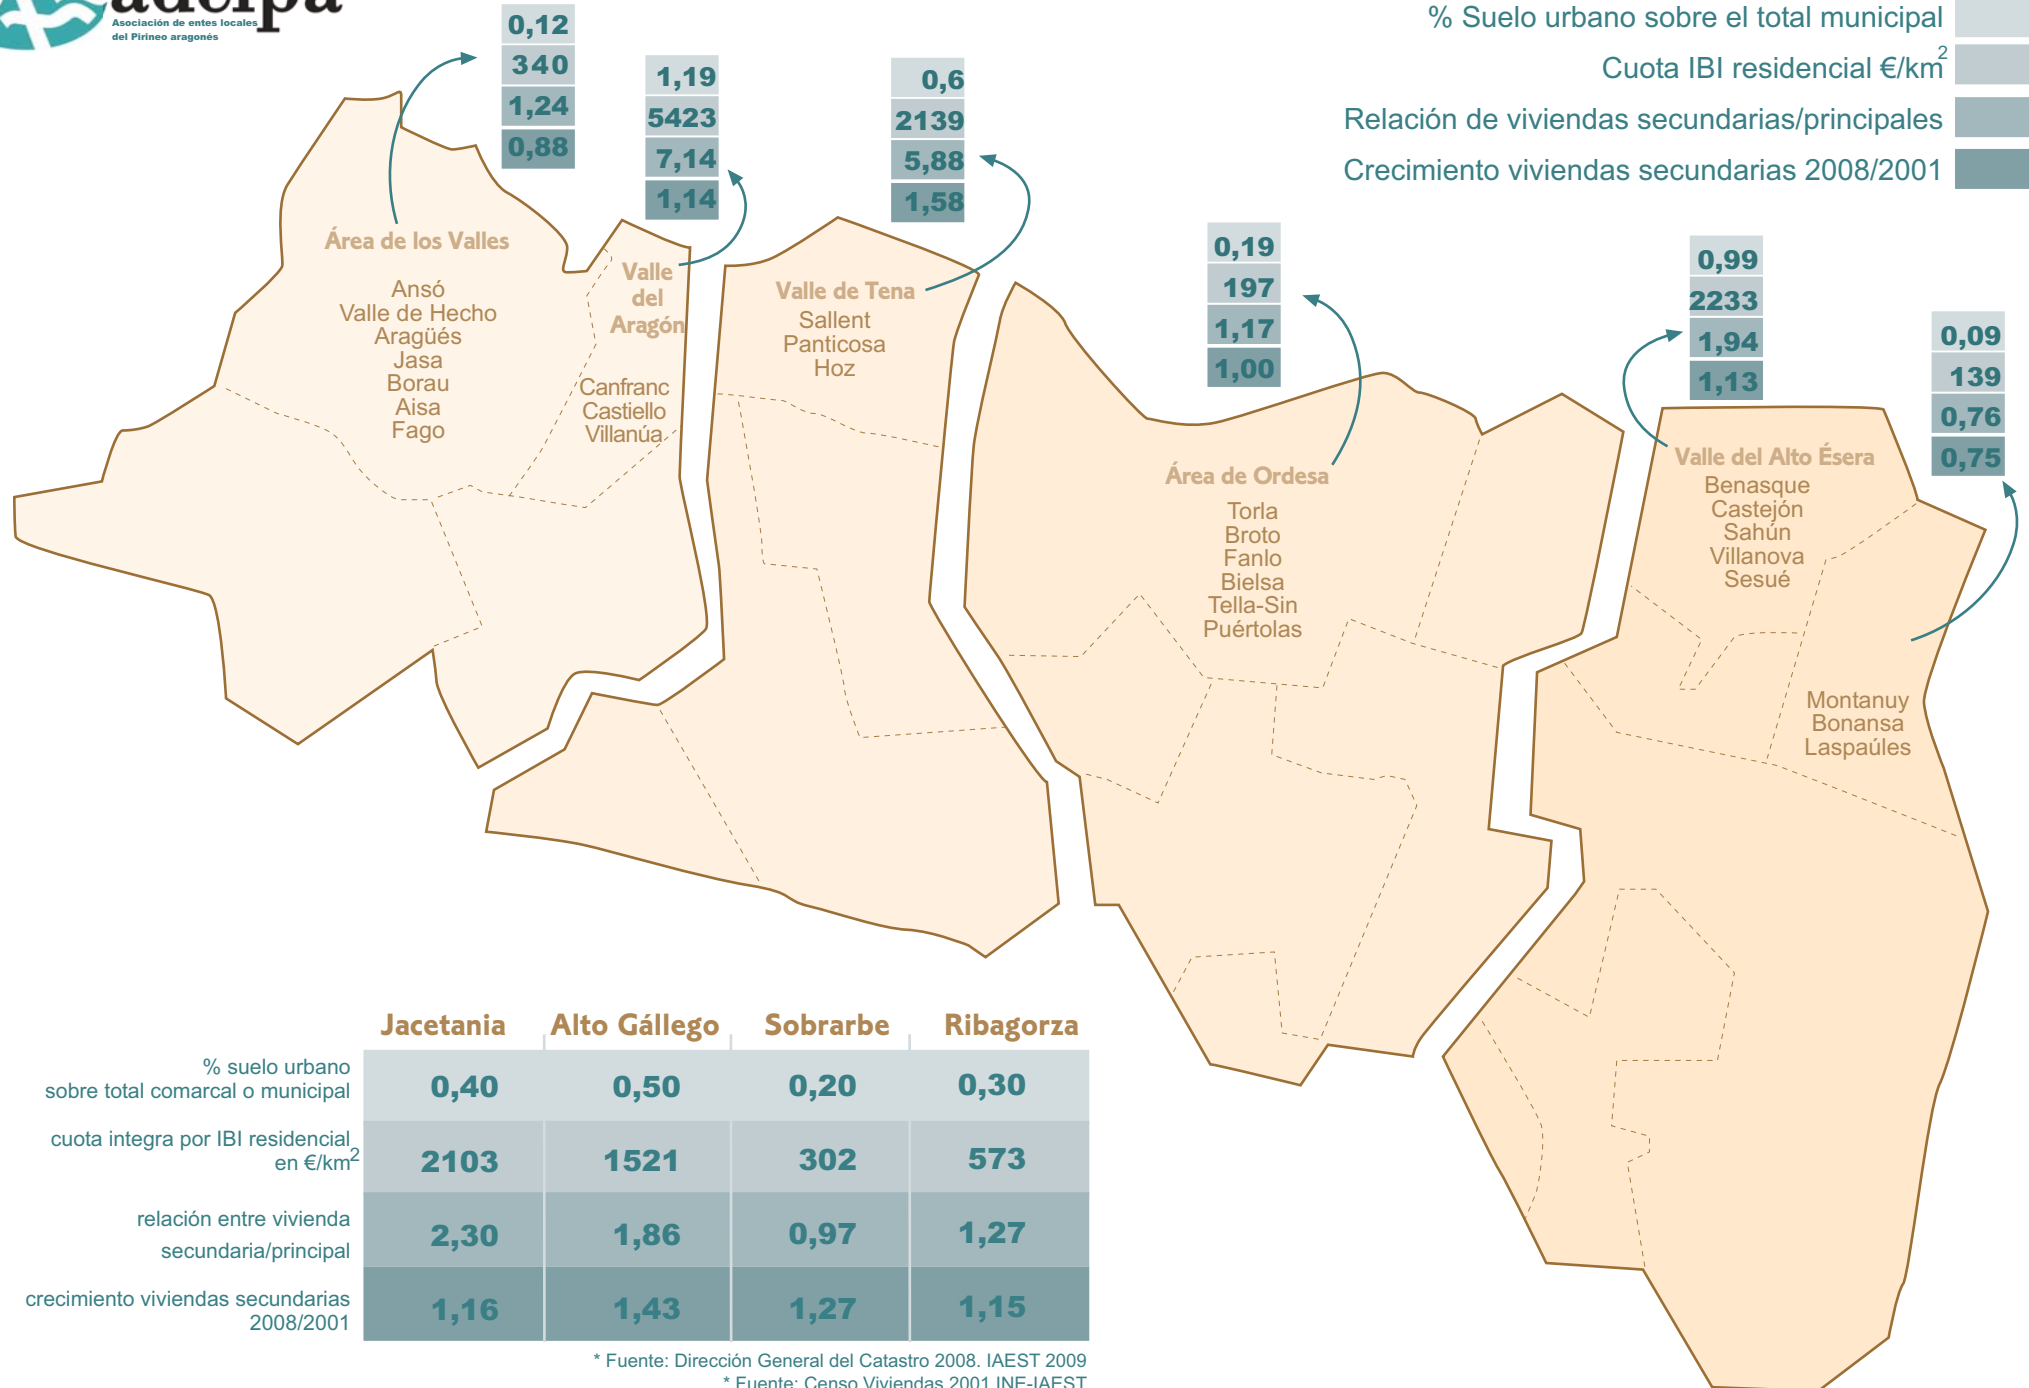 adelpa
Asociación de entes locales
del Pirineo aragonés
% Suelo urbano sobre el total municipal
Cuota IBI residencial €/km²
Relación de viviendas secundarias/principales
Crecimiento viviendas secundarias 2008/2001
0,12
340
1,24
0,88
1,19
5423
7,14
1,14
0,6
2139
5,88
1,58
0,19
197
1,17
1,00
0,99
2233
1,94
1,13
0,09
139
0,76
0,75
Área de los Valles
Ansó
Valle de Hecho
Aragüés
Jasa
Borau
Aisa
Fago
Valle
del
Aragón
Canfranc
Castiello
Villanúa
Valle de Tena
Sallent
Panticosa
Hoz
Área de Ordesa
Torla
Broto
Fanlo
Bielsa
Tella-Sin
Puértolas
Valle del Alto Ésera
Benasque
Castejón
Sahún
Villanova
Sesué
Montanuy
Bonansa
Laspaúles
Jacetania Alto Gállego Sobrarbe Ribagorza
% suelo urbano
sobre total comarcal o municipal
0,40 0,50 0,20 0,30
cuota integra por IBI residencial
en €/km²
2103 1521 302 573
relación entre vivienda
secundaria/principal
2,30 1,86 0,97 1,27
crecimiento viviendas secundarias
2008/2001
1,16 1,43 1,27 1,15
* Fuente: Dirección General del Catastro 2008. IAEST 2009
* Fuente: Censo Viviendas 2001 INE-IAEST